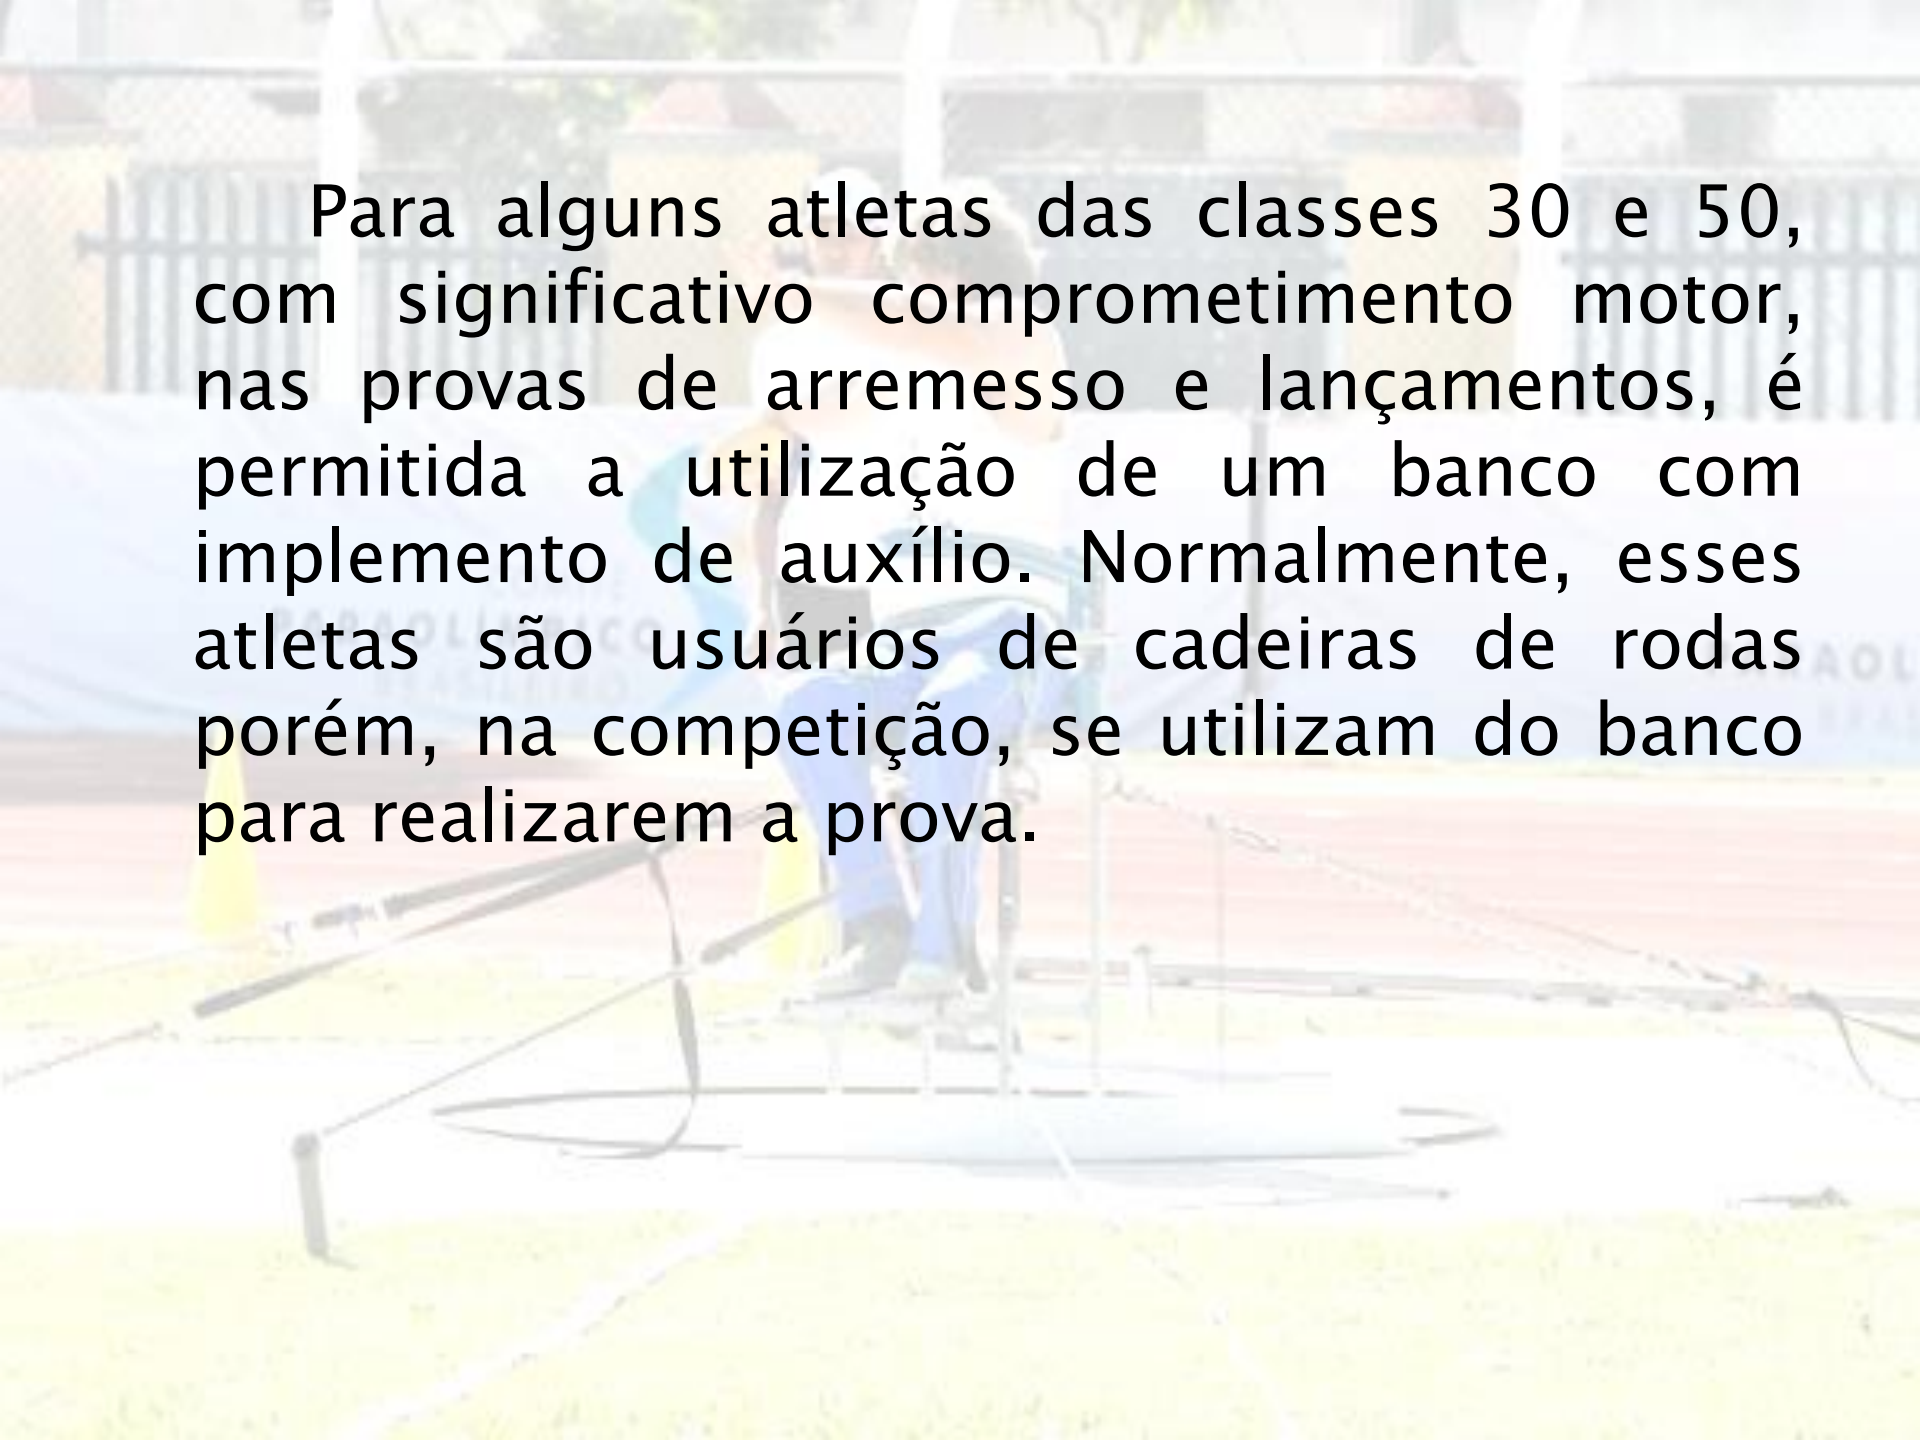 Para alguns atletas das classes 30 e 50,
com significativo comprometimento motor,
nas provas de arremesso e lançamentos, é
permitida a utilização de um banco com
implemento de auxílio. Normalmente, esses
atletas são usuários de cadeiras de rodas
porém, na competição, se utilizam do banco
para realizarem a prova.